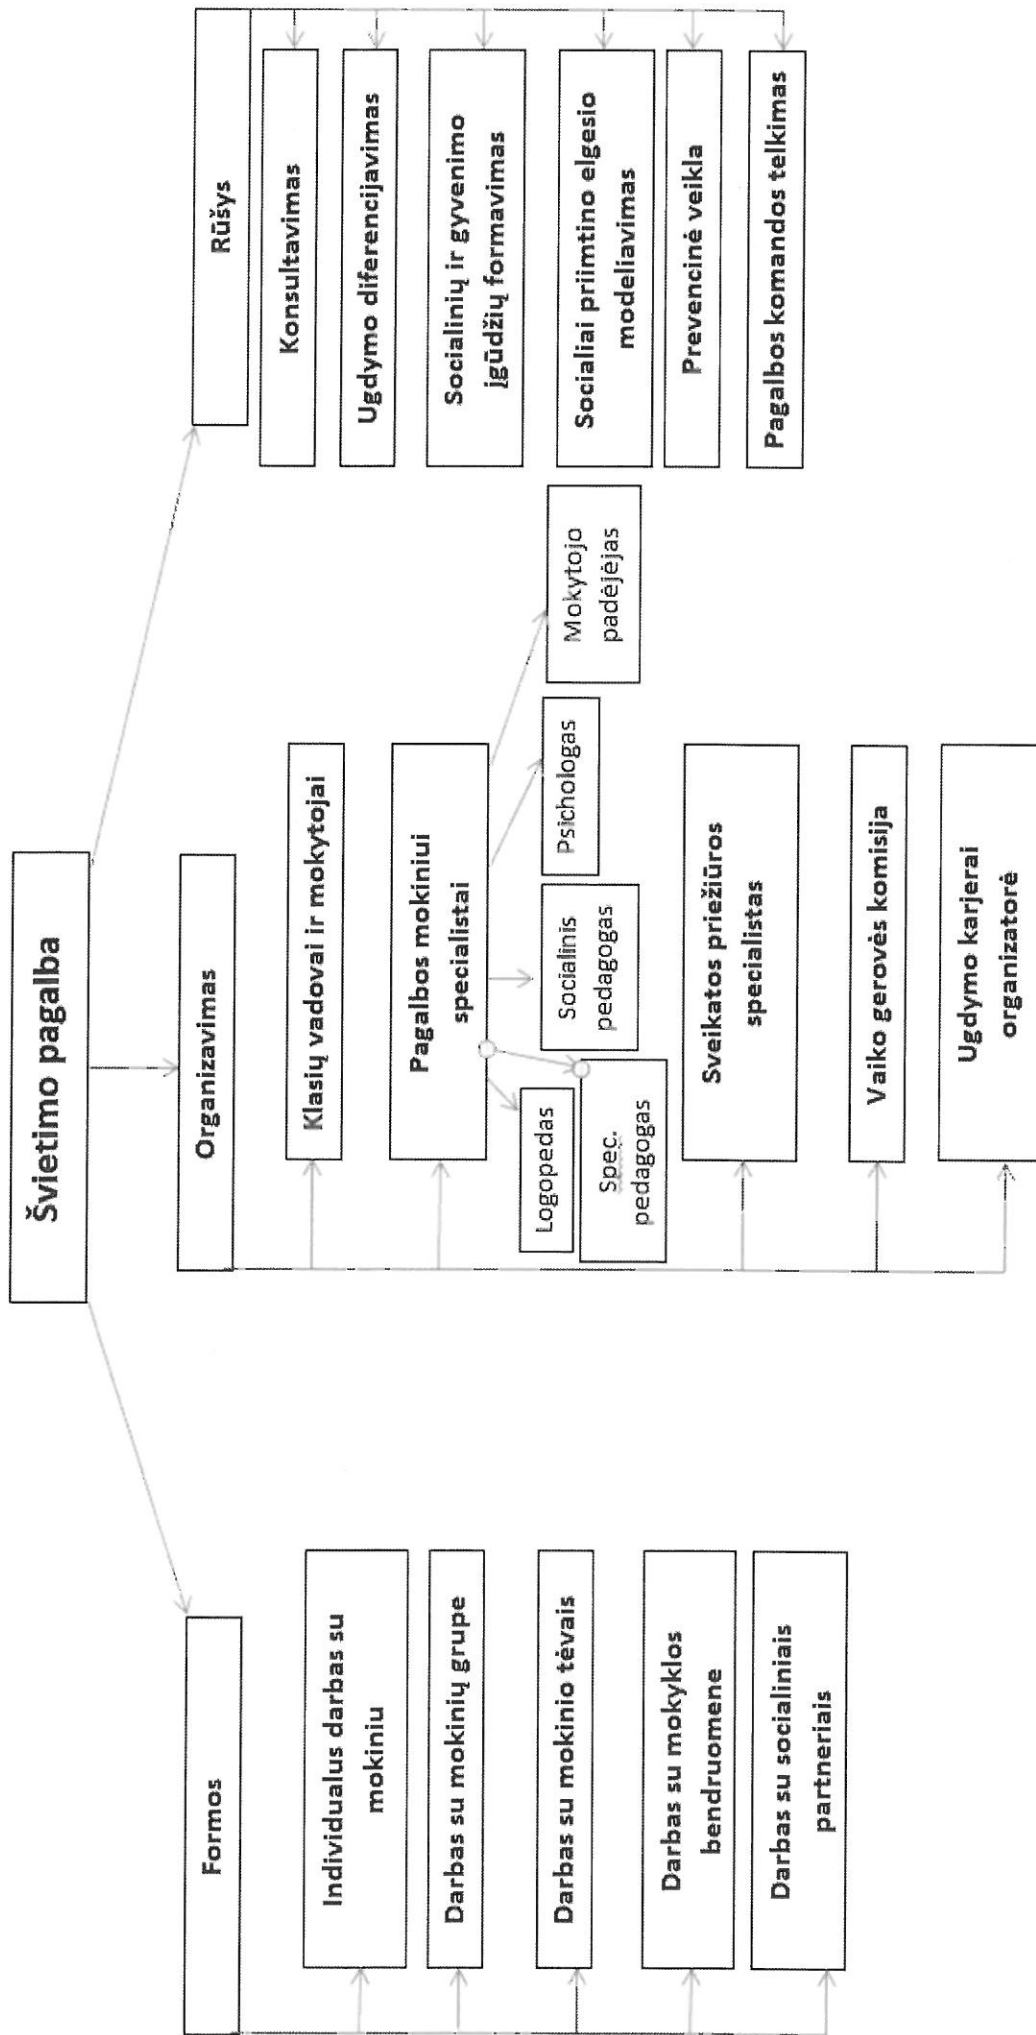 Švietimo pagalba
Formos
Individualus darbas su
mokiniu
Darbas su mokinių grupe
Darbas su mokinio tėvais
Darbas su mokyklos
bendruomene
Darbas su socialiniais
partneriais
Organizavimas
Klasių vadovai ir mokytojai
Pagalbos mokiniui
specialistai
Logopedas
Spec.
pedagogas
Socialinis
pedagogas
Psichologas
Mokytojo
padėjėjas
Sveikatos priežiūros
specialistas
Vaiko gerovės komisija
Ugdymo karjerai
organizatorė
Rūšys
Konsultavimas
Ugdymo diferencijavimas
Socialinių ir gyvenimo
įgūdžių formavimas
Socialiai priimtino elgesio
modeliavimas
Prevencinė veikla
Pagalbos komandos telkimas